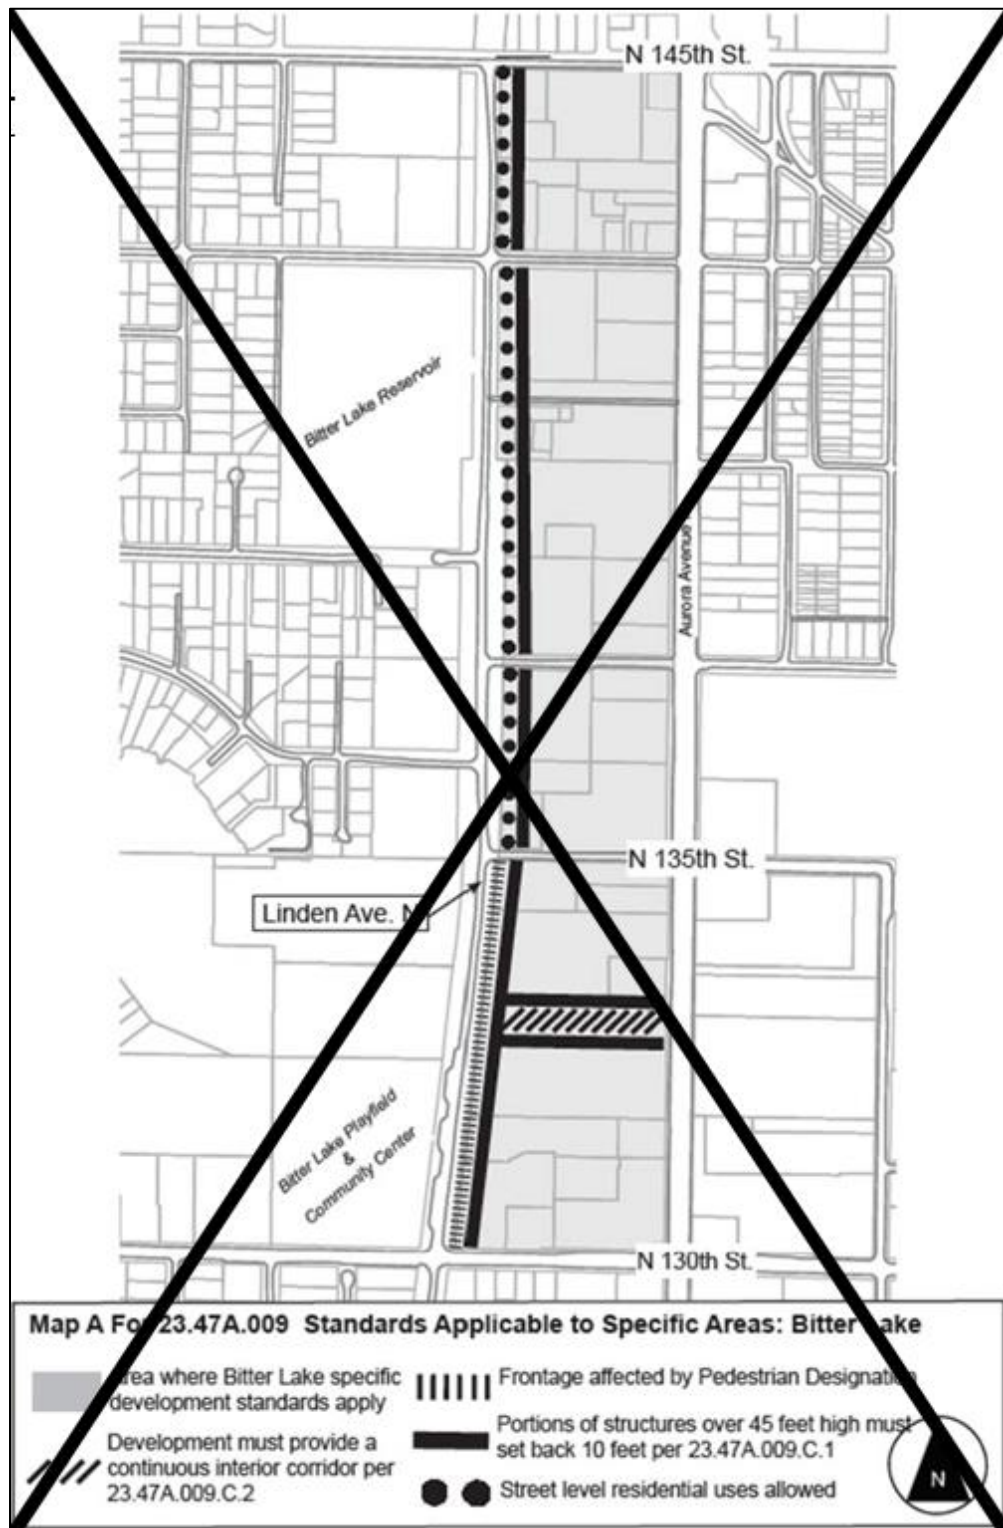 N 145th St.
Bitter Lake Reservoir
Aurora Avenue
N 135th St.
Linden Ave. N
Bitter Lake Playfield
&
Community Center
N 130th St.
Map A For 23.47A.009 Standards Applicable to Specific Areas: Bitter Lake
Area where Bitter Lake specific
development standards apply
Frontage affected by Pedestrian Designation
Development must provide a
continuous interior corridor per
23.47A.009.C.2
Portions of structures over 45 feet high must
set back 10 feet per 23.47A.009.C.1
Street level residential uses allowed
N